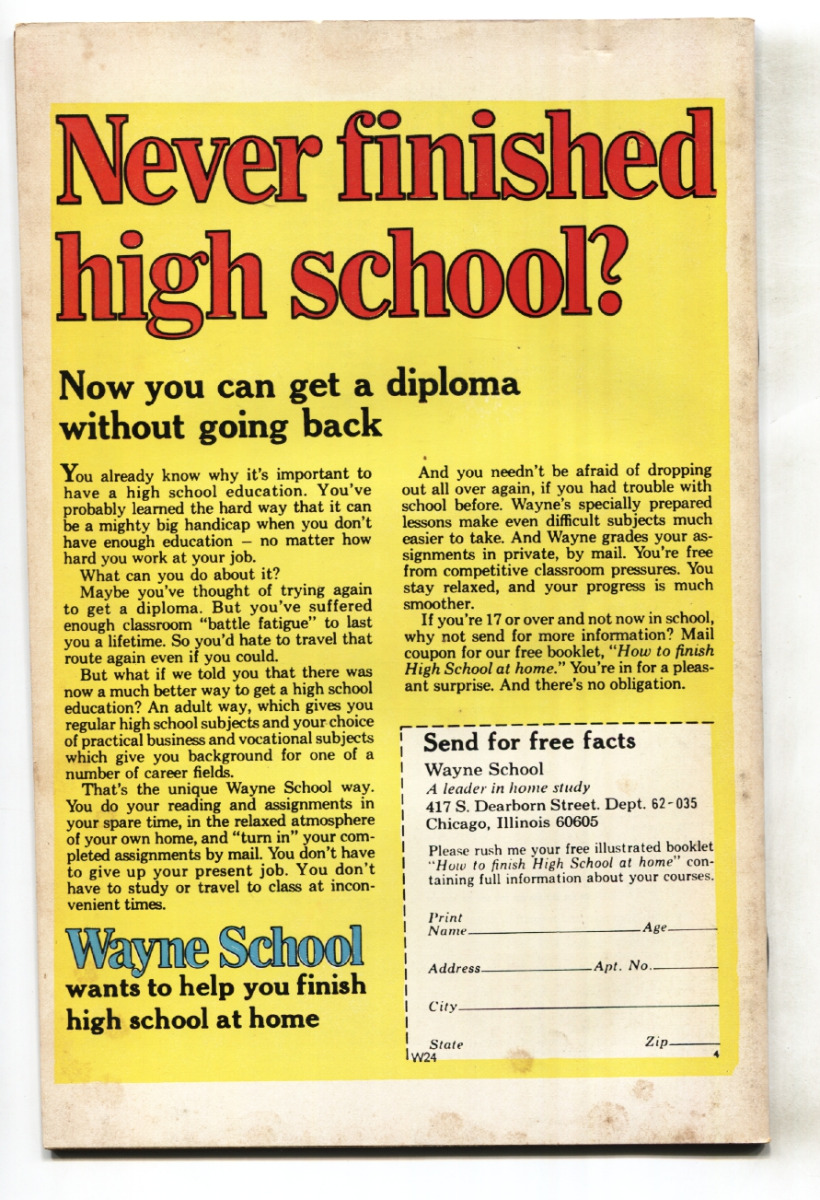 Never finished
high school?
Now you can get a diploma
without going back
You already know why it's important to
have a high school education. You've
probably learned the hard way that it can
be a mighty big handicap when you don't
have enough education — no matter how
hard you work at your job.
What can you do about it?
Maybe you've thought of trying again
to get a diploma. But you've suffered
enough classroom "battle fatigue" to last
you a lifetime. So you'd hate to travel that
route again even if you could.
But what if we told you that there was
now a much better way to get a high school
education? An adult way, which gives you
regular high school subjects and your choice
of practical business and vocational subjects
which give you background for one of a
number of career fields.
That's the unique Wayne School way.
You do your reading and assignments in
your spare time, in the relaxed atmosphere
of your own home, and "turn in" your com-
pleted assignments by mail. You don't have
to give up your present job. You don't
have to study or travel to class at incon-
venient times.
Wayne School
wants to help you finish
high school at home
And you needn't be afraid of dropping
out all over again, if you had trouble with
school before. Wayne's specially prepared
lessons make even difficult subjects much
easier to take. And Wayne grades your as-
signments in private, by mail. You're free
from competitive classroom pressures. You
stay relaxed, and your progress is much
smoother.
If you're 17 or over and not now in school,
why not send for more information? Mail
coupon for our free booklet, "How to finish
High School at home." You're in for a pleas-
ant surprise. And there's no obligation.
Send for free facts
Wayne School
A leader in home study
417 S. Dearborn Street. Dept. 62-035
Chicago, Illinois 60605
Please rush me your free illustrated booklet
"How to finish High School at home" con-
taining full information about your courses.
Print
Name Age
Address Apt. No.
City
State Zip
W24 4